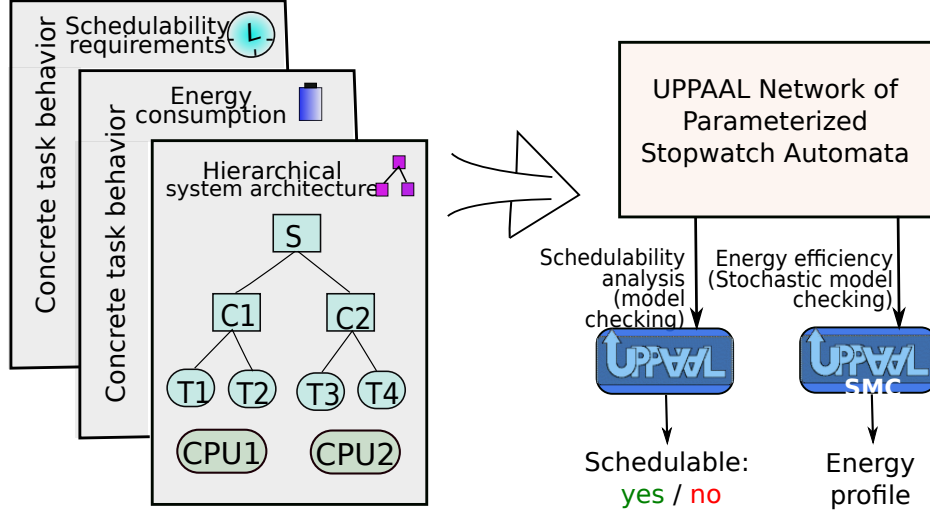 Schedulability
requirements
Concrete task behavior
Energy
consumption
Concrete task behavior
Hierarchical
system architecture
S
C1 C2
T1 T2 T3 T4
CPU1 CPU2
UPPAAL Network of
Parameterized
Stopwatch Automata
Schedulability
analysis
(model
checking)
Energy efficiency
(Stochastic model
checking)
UPPAAL
UPPAAL
SMC
Schedulable:
yes / no
Energy
profile